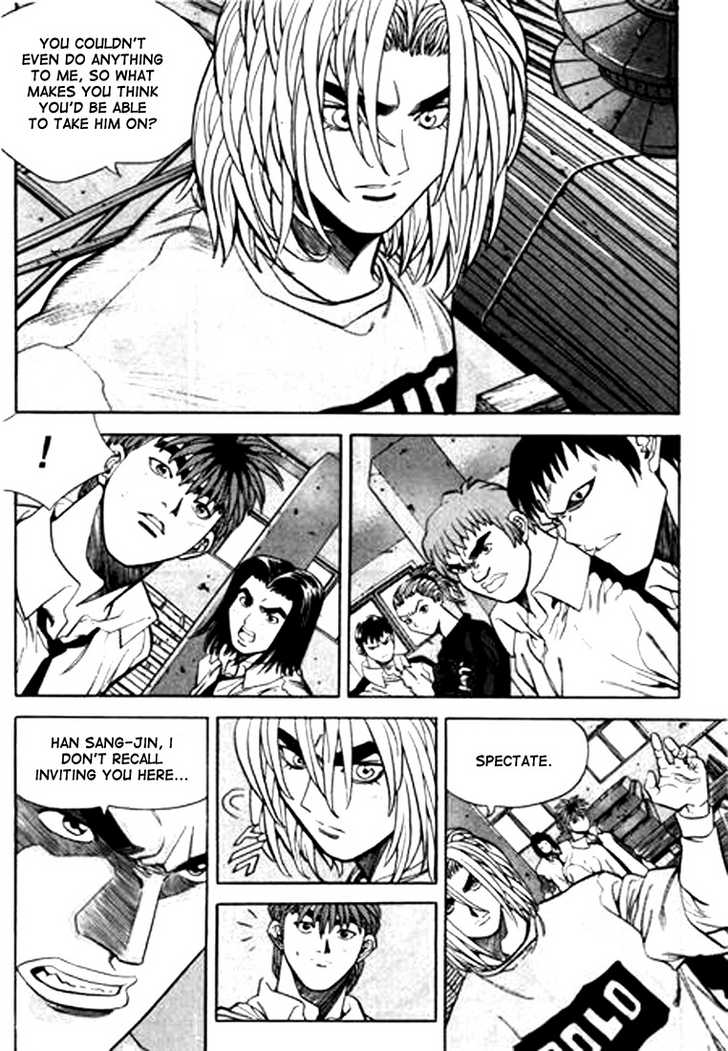 YOU COULDN'T
EVEN DO ANYTHING
TO ME, SO WHAT
MAKES YOU THINK
YOU'D BE ABLE
TO TAKE HIM ON?
!
HAN SANG-JIN, I
DON'T RECALL
INVITING YOU HERE...
SPECTATE.